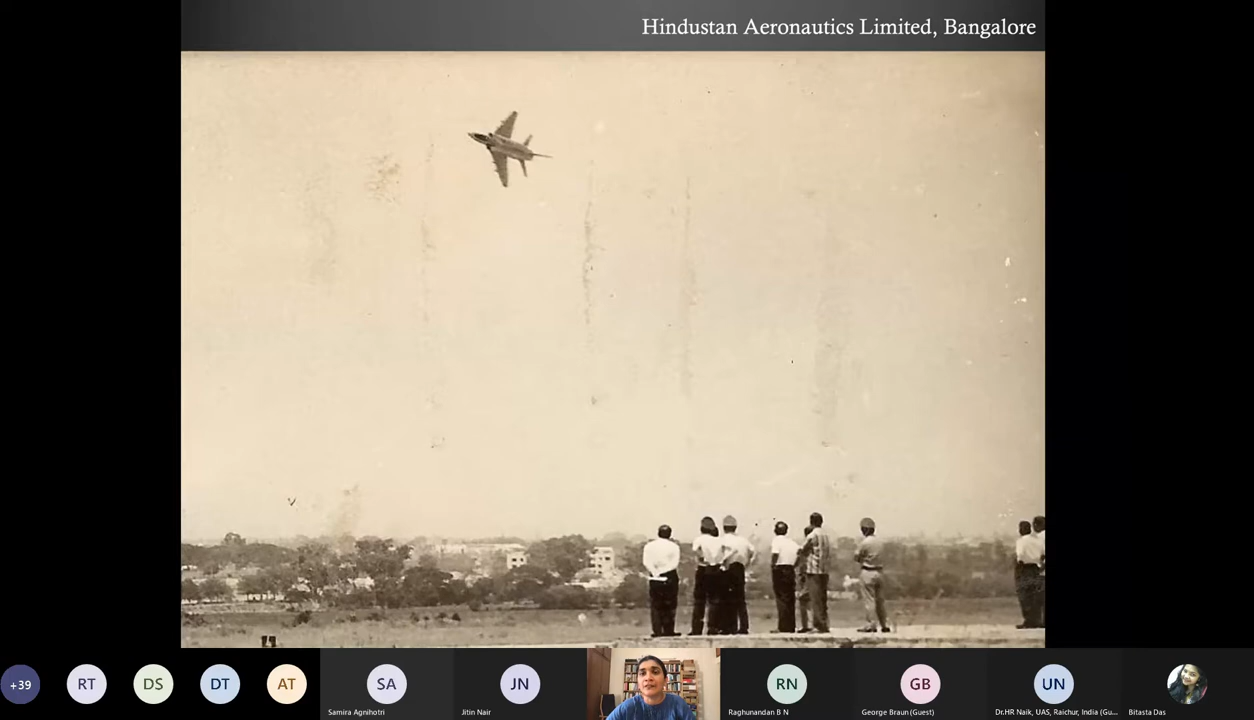 Hindustan Aeronautics Limited, Bangalore
+39
RT
DS
DT
AT
SA
JN
RN
GB
UN
Samira Agnihotri
Jitin Nair
Raghunandan B N
George Braun (Guest)
Dr.HR Naik, UAS, Raichur, India (Gu...
Bitasta Das